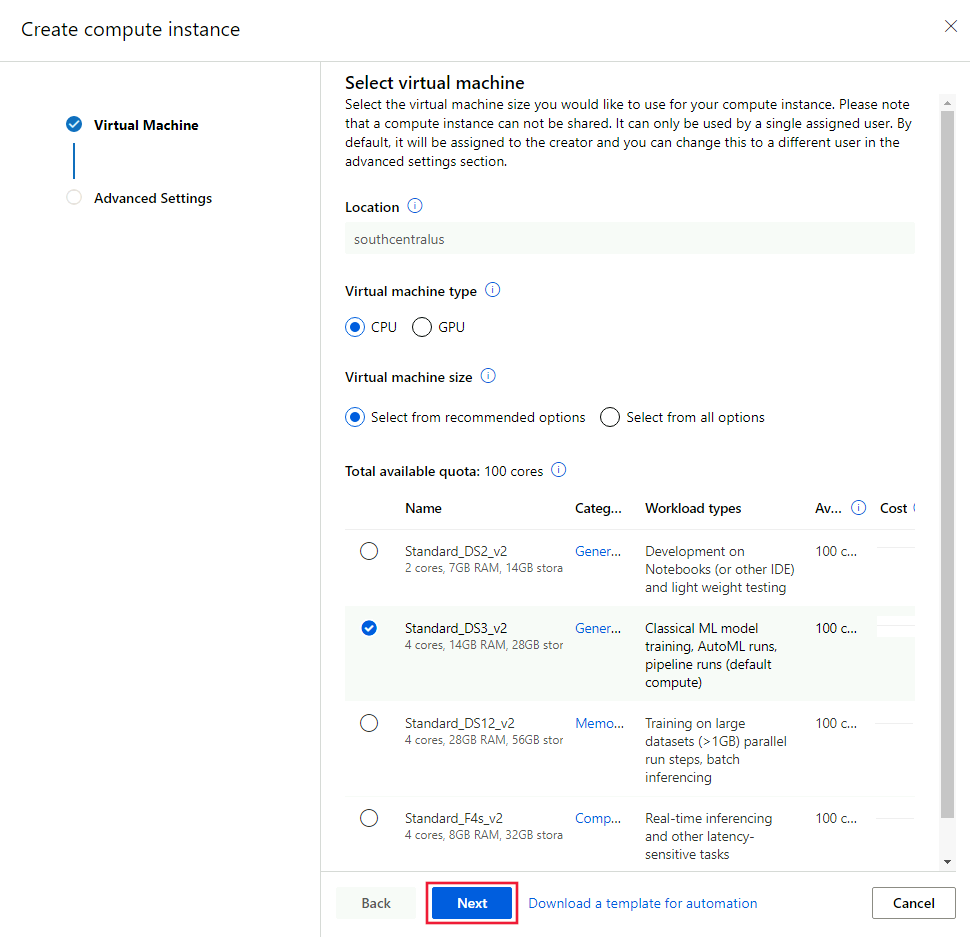 Create compute instance
Virtual Machine
Advanced Settings
Select virtual machine
Select the virtual machine size you would like to use for your compute instance. Please note
that a compute instance can not be shared. It can only be used by a single assigned user. By
default, it will be assigned to the creator and you can change this to a different user in the
advanced settings section.
Location
southcentralus
Virtual machine type
CPU GPU
Virtual machine size
Select from recommended options Select from all options
Total available quota: 100 cores
Name Categ... Workload types Av... Cost
Standard_DS2_v2 Gener... Development on 100 c...
2 cores, 7GB RAM, 14GB stora Notebooks (or other IDE)
and light weight testing
Standard_DS3_v2 Gener... Classical ML model 100 c...
4 cores, 14GB RAM, 28GB stor training, AutoML runs,
pipeline runs (default
compute)
Standard_DS12_v2 Memo... Training on large 100 c...
4 cores, 28GB RAM, 56GB stor datasets (>1GB) parallel
run steps, batch
inferencing
Standard_F4s_v2 Comp... Real-time inferencing 100 c...
4 cores, 8GB RAM, 32GB stora and other latency-
sensitive tasks
Back Next Download a template for automation Cancel